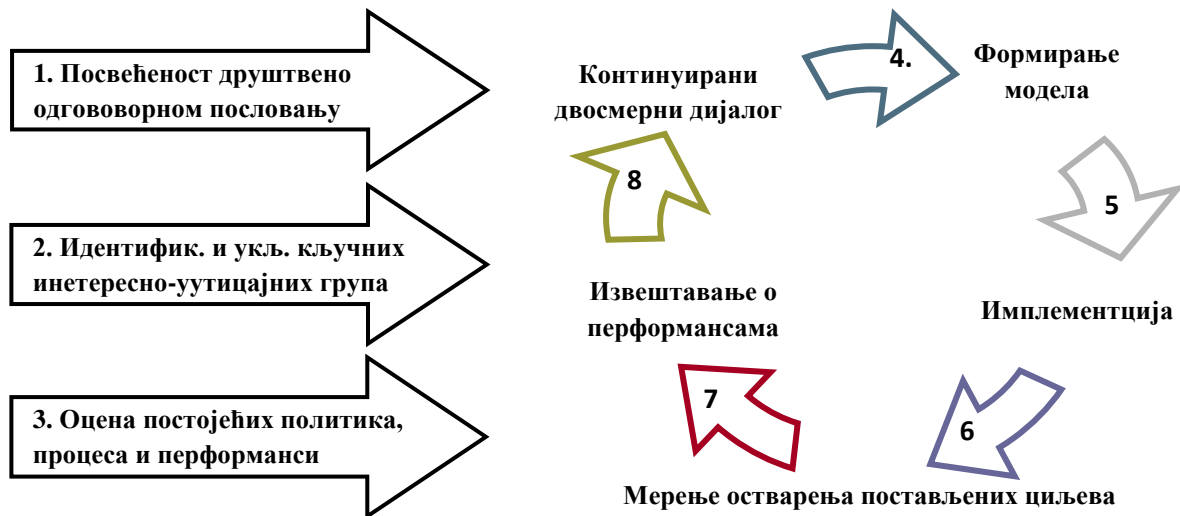 1. Посвећеност друштвено
одгововорном пословању
2. Идентифик. и укљ. кључних
инетересно-уутицајних група
3. Оцена постојећих политика,
процеса и перформанси
Континуирани
двосмерни дијалог
4.
Формирање
модела
5
Имплементција
6
Мерење остварења постављених циљева
7
Извештавање о
перформансама
8